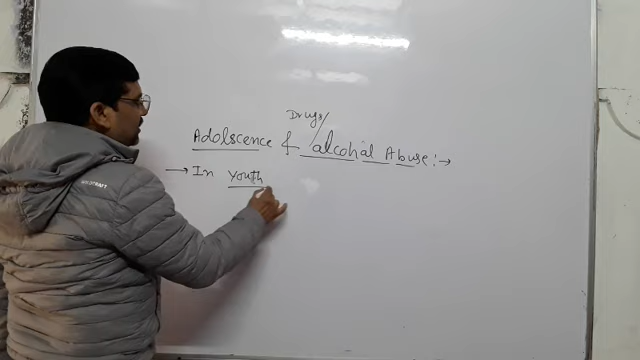 Drugs/
Adolscence & alcohal Abuse :→
→ In youth